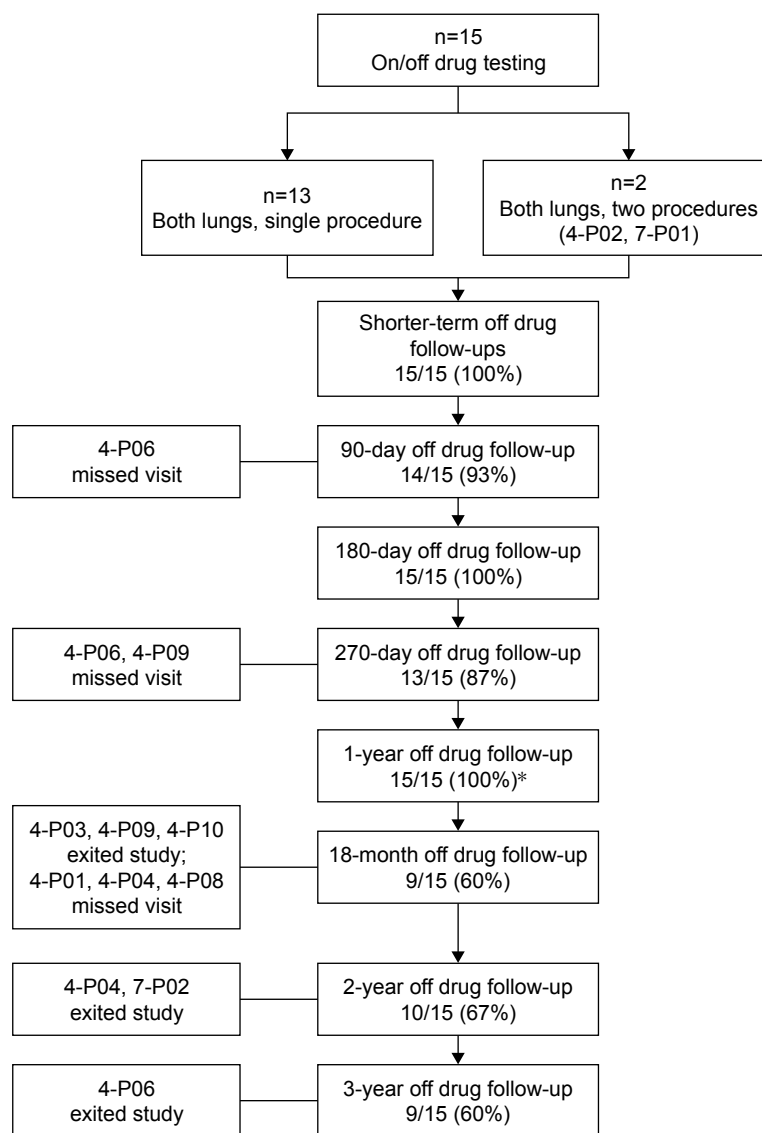 n=15
On/off drug testing
n=13
Both lungs, single procedure
n=2
Both lungs, two procedures
(4-P02, 7-P01)
Shorter-term off drug
follow-ups
15/15 (100%)
4-P06
missed visit
90-day off drug follow-up
14/15 (93%)
180-day off drug follow-up
15/15 (100%)
4-P06, 4-P09
missed visit
270-day off drug follow-up
13/15 (87%)
1-year off drug follow-up
15/15 (100%)*
4-P03, 4-P09, 4-P10
exited study;
4-P01, 4-P04, 4-P08
missed visit
18-month off drug follow-up
9/15 (60%)
4-P04, 7-P02
exited study
2-year off drug follow-up
10/15 (67%)
4-P06
exited study
3-year off drug follow-up
9/15 (60%)